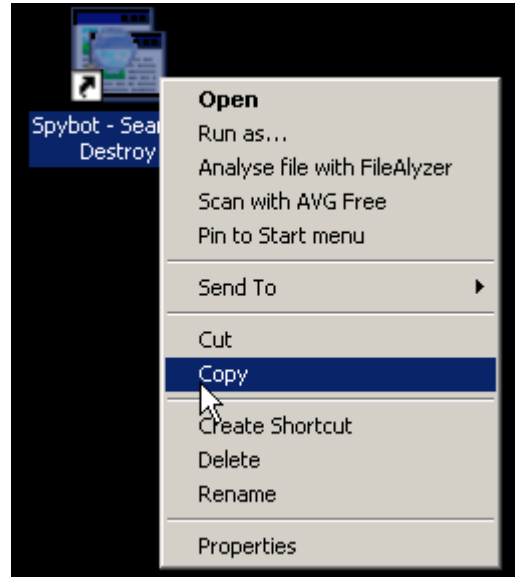 Spybot - Sear
Destroy
Open
Run as...
Analyse file with FileAlyzer
Scan with AVG Free
Pin to Start menu
Send To
Cut
Copy
Create Shortcut
Delete
Rename
Properties